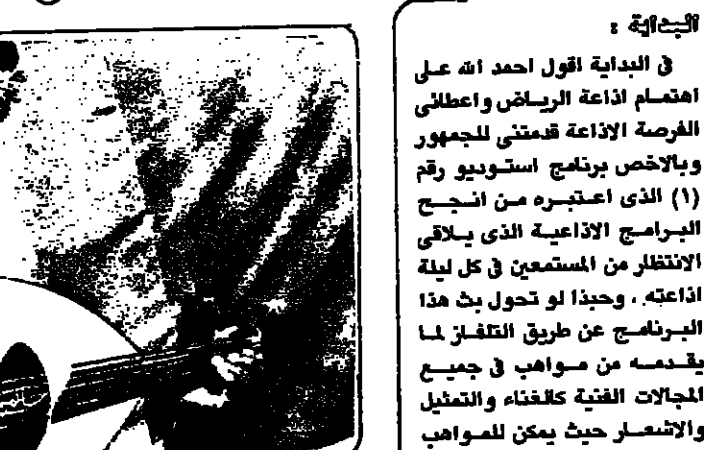 البداية :
في البداية اقول احمد الله على
اهتمام اذاعة الرياض واعطائى
الفرصة الاذاعة قدمتنى للجمهور
وبالاخص برنامج استوديو رقم
(١) الذى اعتبره من انجح
البرامج الاذاعية الذى يلاقى
الانتظار من المستمعين في كل ليلة
اذاعته ، وحبذا لو تحول بث هذا
البرنامج عن طريق التلفاز لما
يقدمه من مواهب في جميع
المجالات الفنية كالغناء والتمثيل
والاشعار حيث يمكن للمواهب